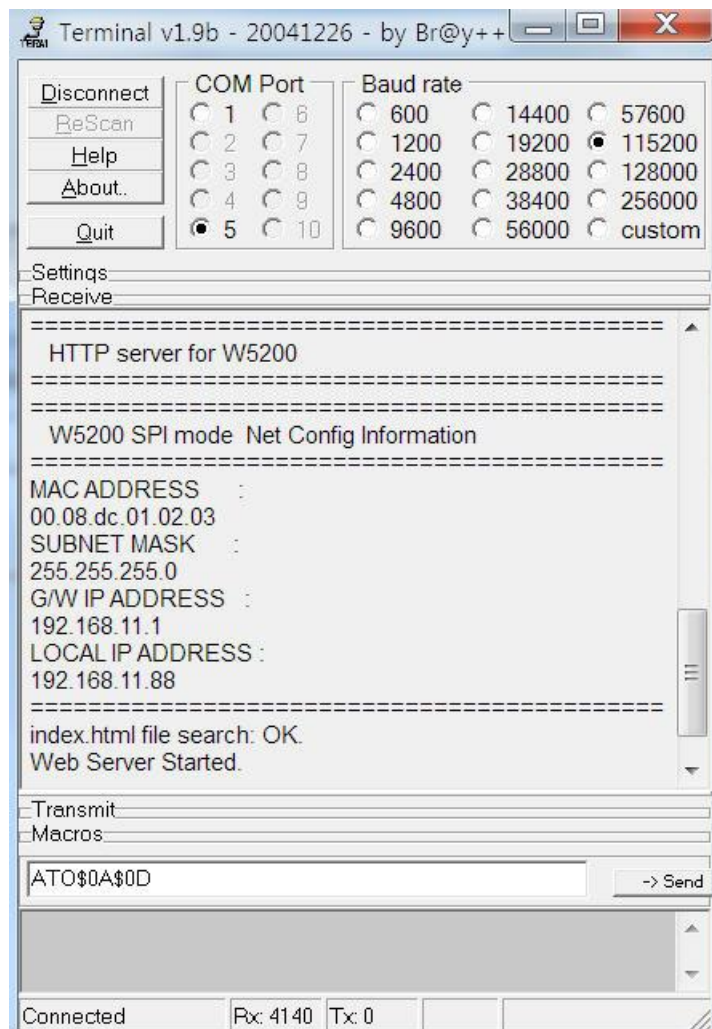 Terminal v1.9b - 20041226 - by Br@y++
Disconnect
ReScan
Help
About..
Quit
COM Port
1 6
2 7
3 8
4 9
5 10
Baud rate
600 14400 57600
1200 19200 115200
2400 28800 128000
4800 38400 256000
9600 56000 custom
Settings
Receive
=============================================
HTTP server for W5200
=============================================
=============================================
W5200 SPI mode Net Config Information
=============================================
MAC ADDRESS :
00.08.dc.01.02.03
SUBNET MASK :
255.255.255.0
G/W IP ADDRESS :
192.168.11.1
LOCAL IP ADDRESS :
192.168.11.88
=============================================
index.html file search: OK.
Web Server Started.
Transmit
Macros
ATO$0A$0D
-> Send
Connected Rx: 4140 Tx: 0